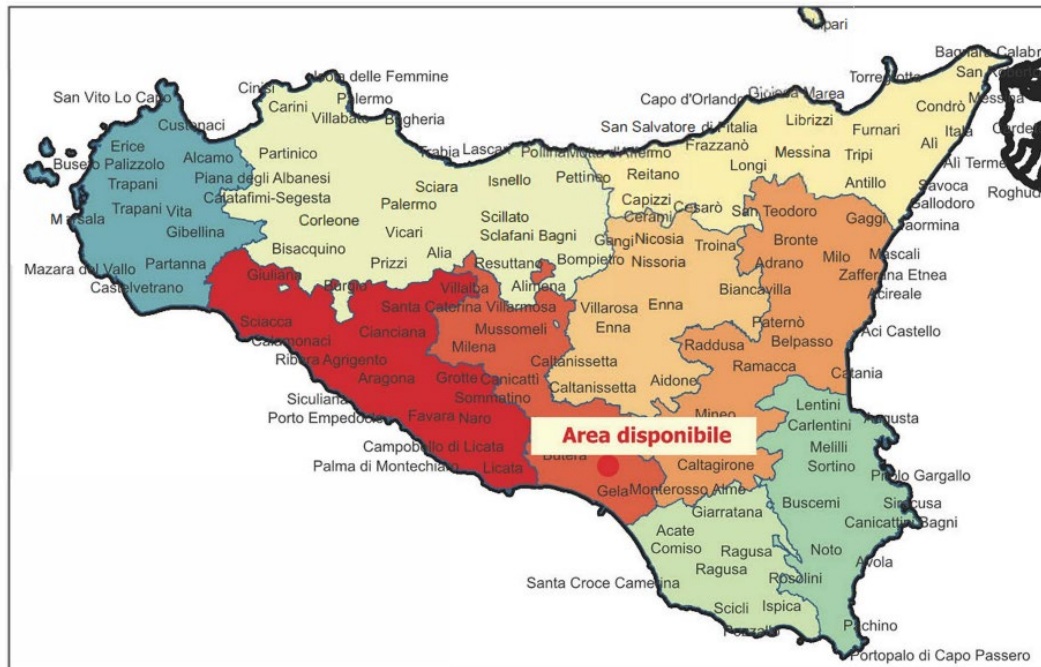 Lipari
Bagnara Calabr
Isola delle Femmine
Torregrotta
San Roberto
Cinisi
San Vito Lo Capo
Palermo
Capo d'Orlando
Gioiosa Marea
Messina
Carini
Condrò
Villabate
Bagheria
Librizzi
Custonaci
San Salvatore di Fitalia
Furnari
Itala
Erice
Partinico
Trabia
Lascari
Pollina
Motta d'Affermo
Frazzanò
Alì
Buseto Palizzolo
Alcamo
Messina
Tripi
Alì Terme
Trapani
Piana degli Albanesi
Sciara
Isnello
Pettineo
Reitano
Longi
Antillo
Savoca
Roghud
Calatafimi-Segesta
Palermo
Capizzi
Cesarò
San Teodoro
Gallodoro
Trapani
Vita
Marsala
Corleone
Scillato
Cerami
Gaggi
Taormina
Gibellina
Vicari
Sclafani Bagni
Gangi
Nicosia
Troina
Bronte
Bisacquino
Alia
Milo
Mascali
Mazara del Vallo
Partanna
Prizzi
Resuttano
Bompietro
Nissoria
Adrano
Zafferana Etnea
Castelvetrano
Giuliana
Burgio
Villalba
Alimena
Biancavilla
Acireale
Santa Caterina Villarmosa
Villarosa
Enna
Sciacca
Cianciana
Mussomeli
Enna
Paternò
Aci Castello
Calamonaci
Milena
Raddusa
Belpasso
Ribera
Agrigento
Caltanissetta
Ramacca
Catania
Aragona
Grotte
Canicattì
Caltanissetta
Aidone
Siculiana
Sommatino
Lentini
Porto Empedocle
Favara
Naro
Mineo
Carlentini
Augusta
Area disponibile
Campobello di Licata
Melilli
Butera
Palma di Montechiaro
Licata
Caltagirone
Sortino
Priolo Gargallo
Gela
Monterosso Almo
Buscemi
Siracusa
Giarratana
Canicattini Bagni
Acate
Comiso
Ragusa
Noto
Avola
Ragusa
Santa Croce Camerina
Rosolini
Scicli
Ispica
Pozzallo
Pachino
Portopalo di Capo Passero